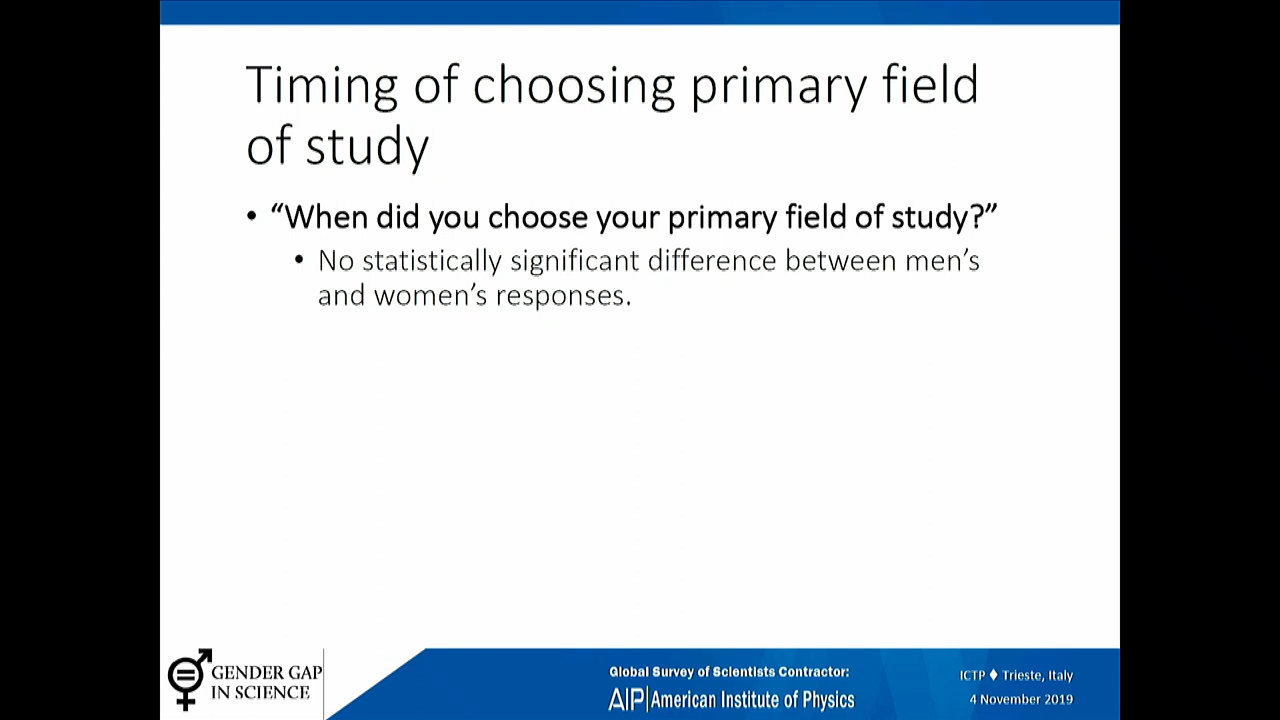 Timing of choosing primary field
of study
• “When did you choose your primary field of study?”
• No statistically significant difference between men’s
and women’s responses.
GENDER GAP
IN SCIENCE
Global Survey of Scientists Contractor:
AIP|American Institute of Physics
ICTP ♦ Trieste, Italy
4 November 2019